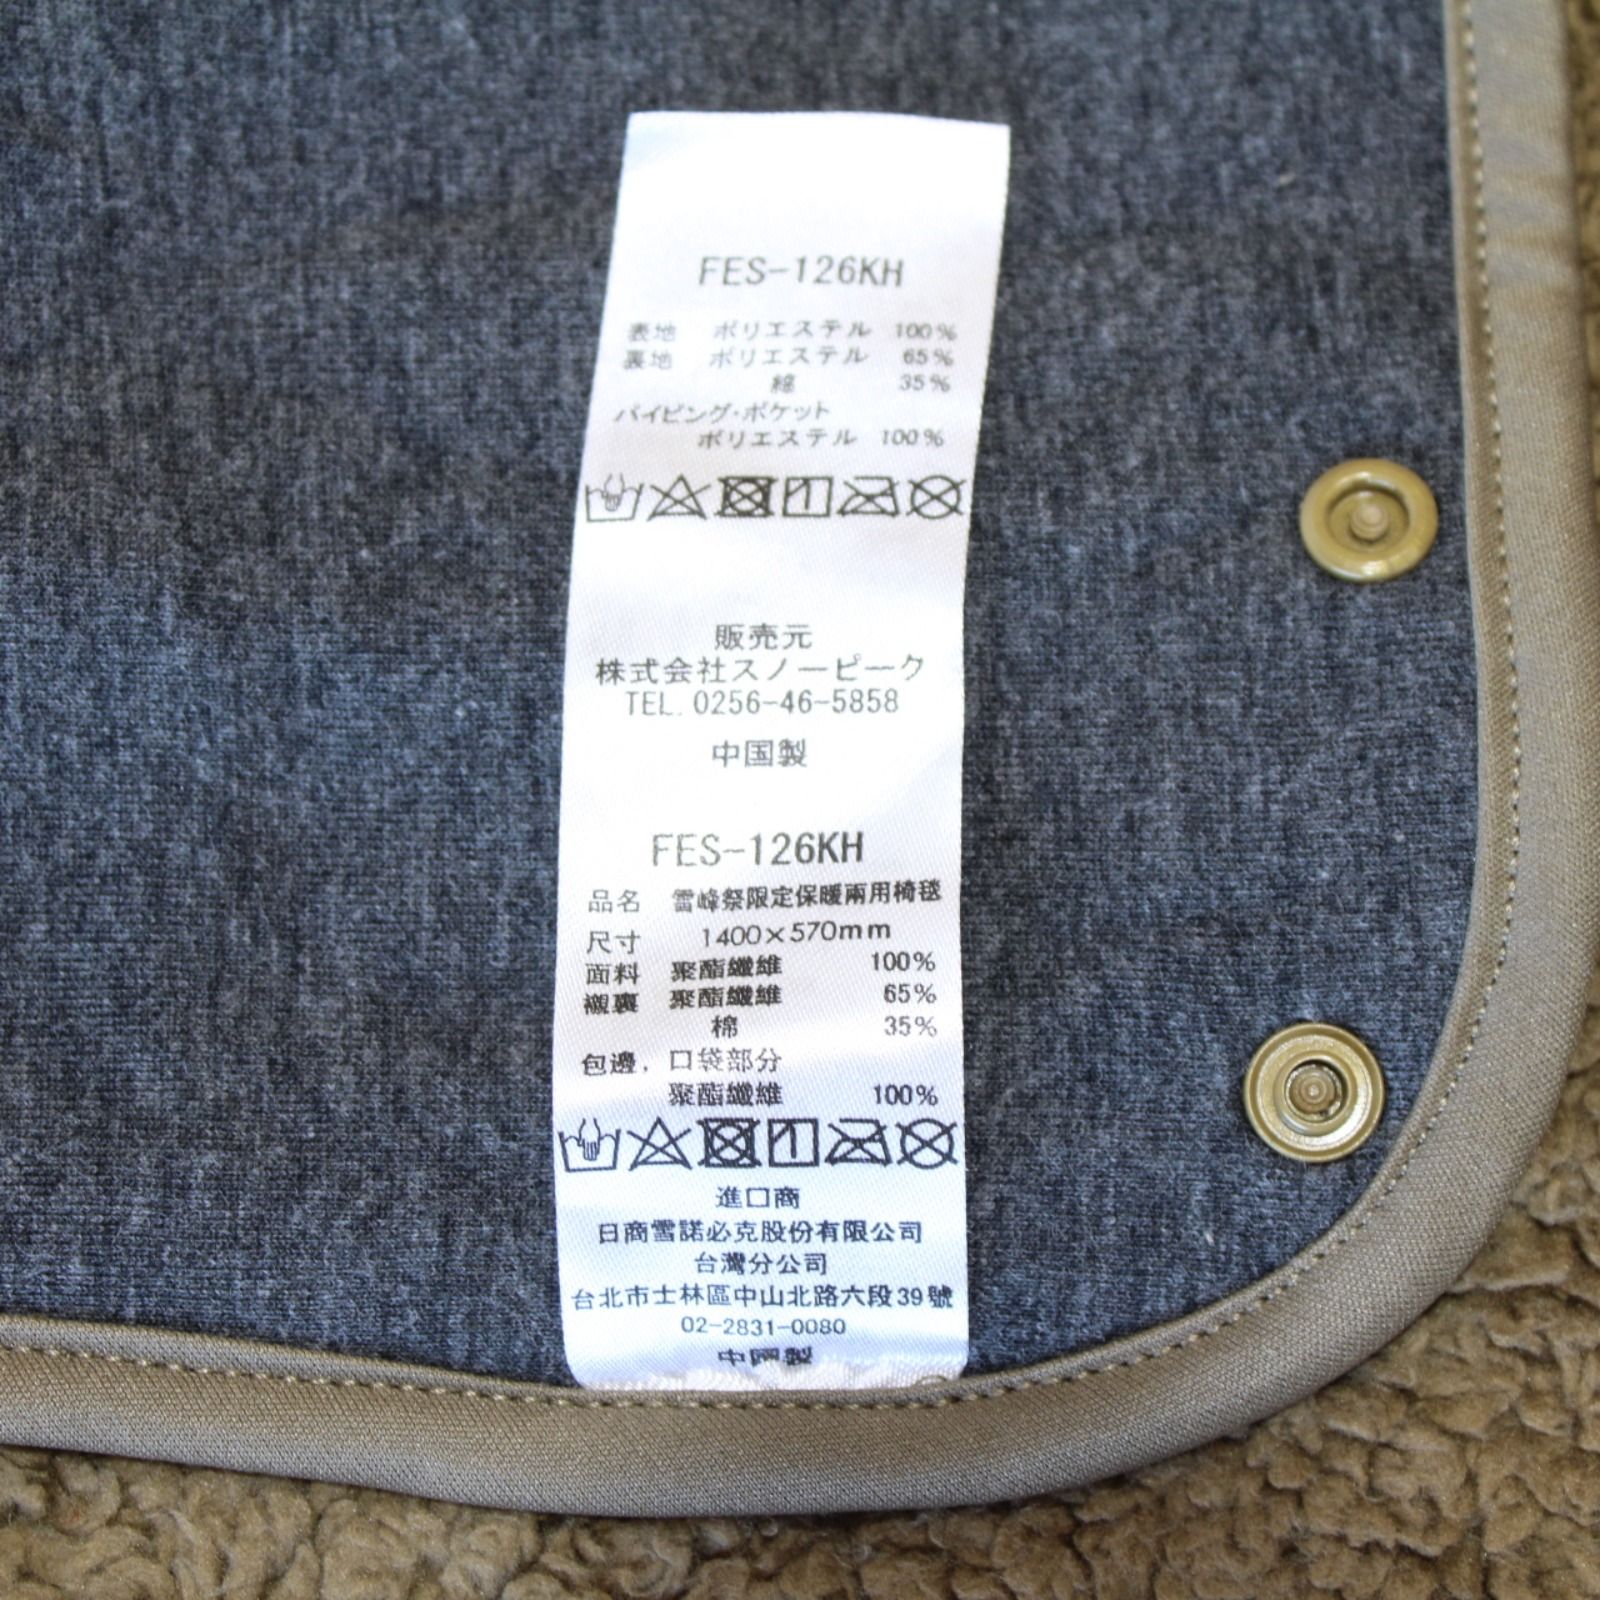 FES-126KH
表地 ポリエステル 100%
裏地 ポリエステル 65%
綿 35%
パイピング・ポケット
ポリエステル 100%
販売元
株式会社スノーピーク
TEL.0256-46-5858
中国製
FES-126KH
品名 雪峰祭限定保暖兩用椅毯
尺寸 1400×570mm
面料 聚酯纖維 100%
襯裏 聚酯纖維 65%
棉 35%
包邊,口袋部分
聚酯纖維 100%
進口商
日商雪諾必克股份有限公司
台灣分公司
台北市士林區中山北路六段39號
02-2831-0080
中國製